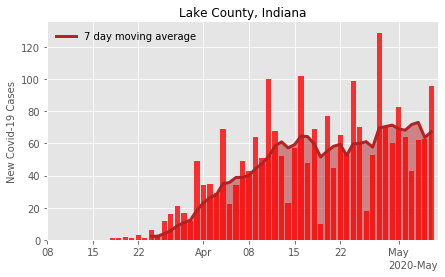 Lake County, Indiana
7 day moving average
New Covid-19 Cases
120
100
80
60
40
20
0
08 15 22 Apr 08 15 22 May
2020-May